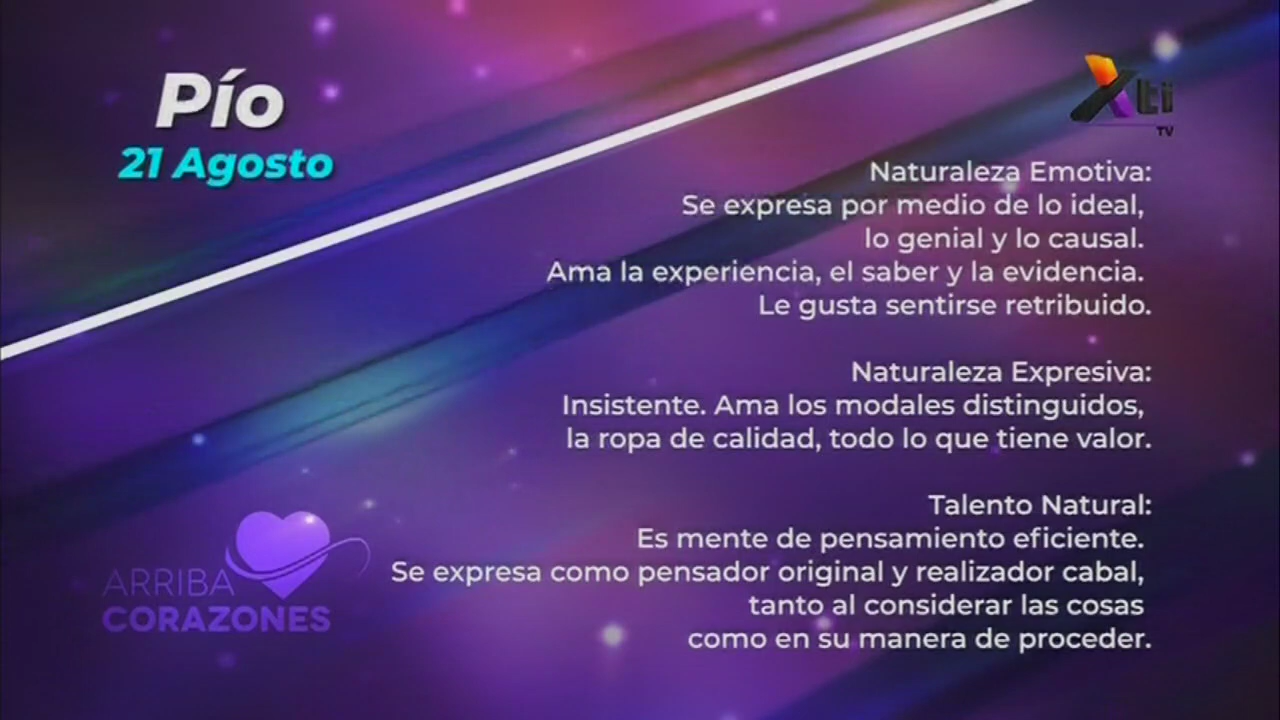 Pío
21 Agosto
Xti
TV
Naturaleza Emotiva:
Se expresa por medio de lo ideal,
lo genial y lo causal.
Ama la experiencia, el saber y la evidencia.
Le gusta sentirse retribuido.
Naturaleza Expresiva:
Insistente. Ama los modales distinguidos,
la ropa de calidad, todo lo que tiene valor.
Talento Natural:
Es mente de pensamiento eficiente.
Se expresa como pensador original y realizador cabal,
tanto al considerar las cosas
como en su manera de proceder.
ARRIBA
CORAZONES